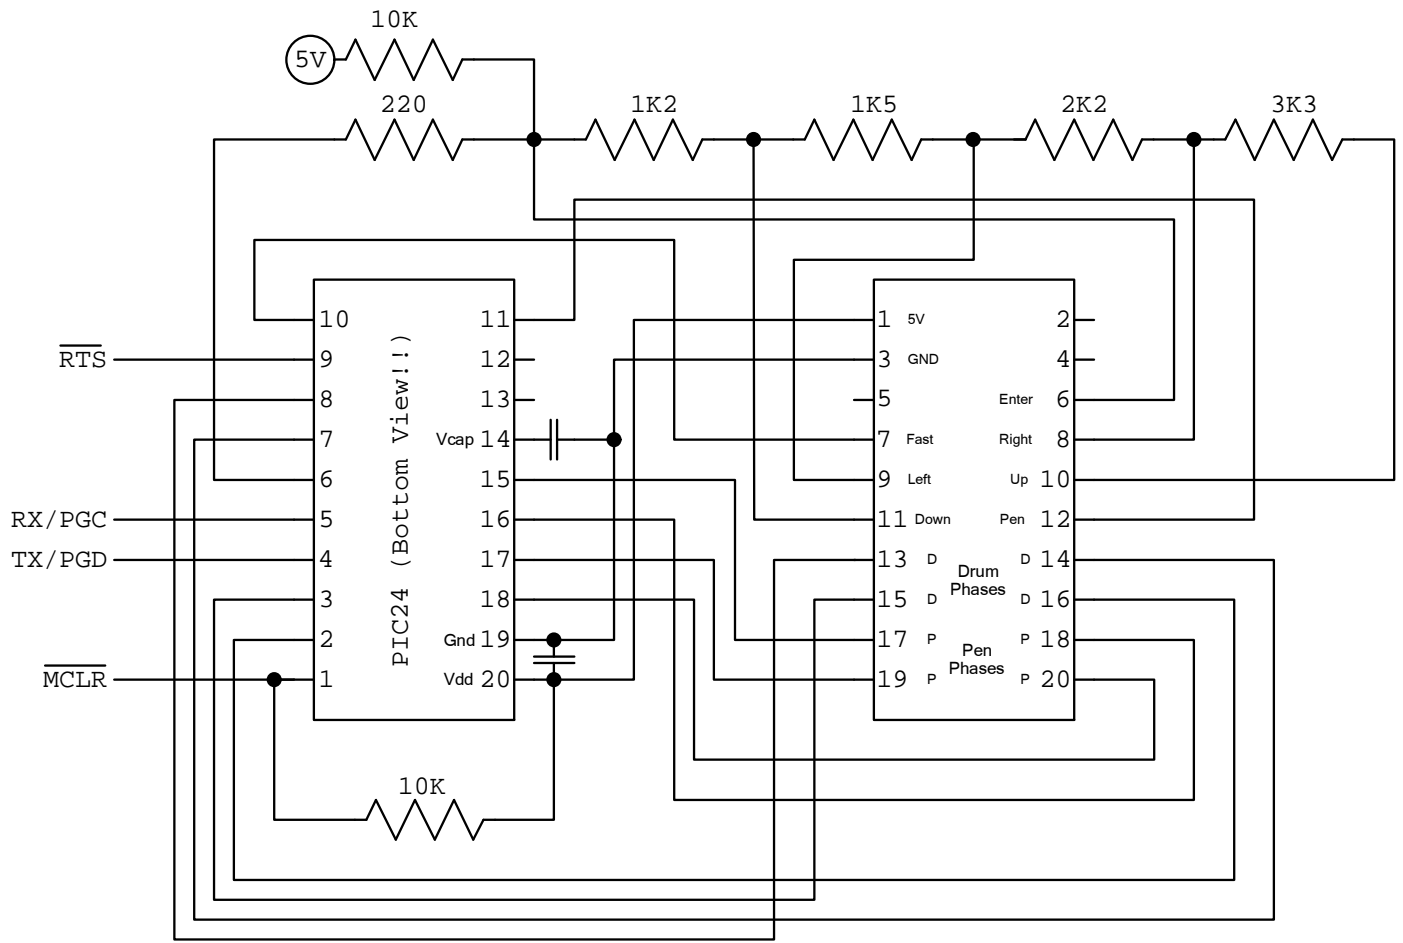 10K
5V
220 1K2 1K5 2K2 3K3
10 11 1 5V 2
RTS 9 12 3 GND 4
8 13 5 Enter 6
7 Vcap 14 7 Fast Right 8
6 15 9 Left Up 10
RX/PGC 5 16 11 Down Pen 12
TX/PGD 4 17 13 D D 14
Drum
Phases
3 18 15 D D 16
2 Gnd 19 17 P P 18
Pen
Phases
MCLR 1 Vdd 20 19 P P 20
PIC24 (Bottom View!!)
10K